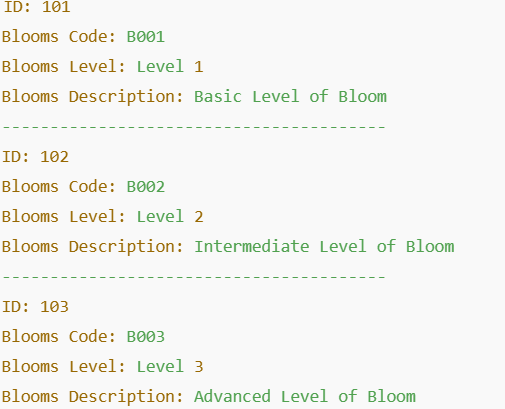 ID: 101
Blooms Code: B001
Blooms Level: Level 1
Blooms Description: Basic Level of Bloom
----------------------------------------
ID: 102
Blooms Code: B002
Blooms Level: Level 2
Blooms Description: Intermediate Level of Bloom
----------------------------------------
ID: 103
Blooms Code: B003
Blooms Level: Level 3
Blooms Description: Advanced Level of Bloom